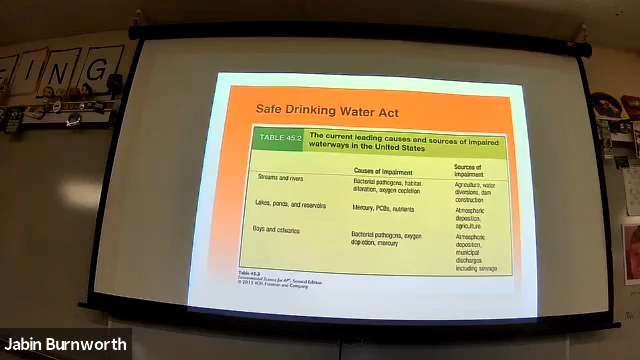 ING
Safe Drinking Water Act
TABLE 45.2 The current leading causes and sources of impaired
waterways in the United States
Causes of impairment Sources of
impairment
Streams and rivers Bacterial pathogens, habitat Agriculture, water
alteration, oxygen depletion diversions, dam
construction
Lakes, ponds, and reservoirs Mercury, PCBs, nutrients Atmospheric
deposition,
agriculture
Bays and estuaries Bacterial pathogens, oxygen Atmospheric
depletion, mercury deposition,
municipal
discharges
including sewage
Table 45.2
Environmental Science for AP®, Second Edition
© 2015 W.H. Freeman and Company
Jabin Burnworth